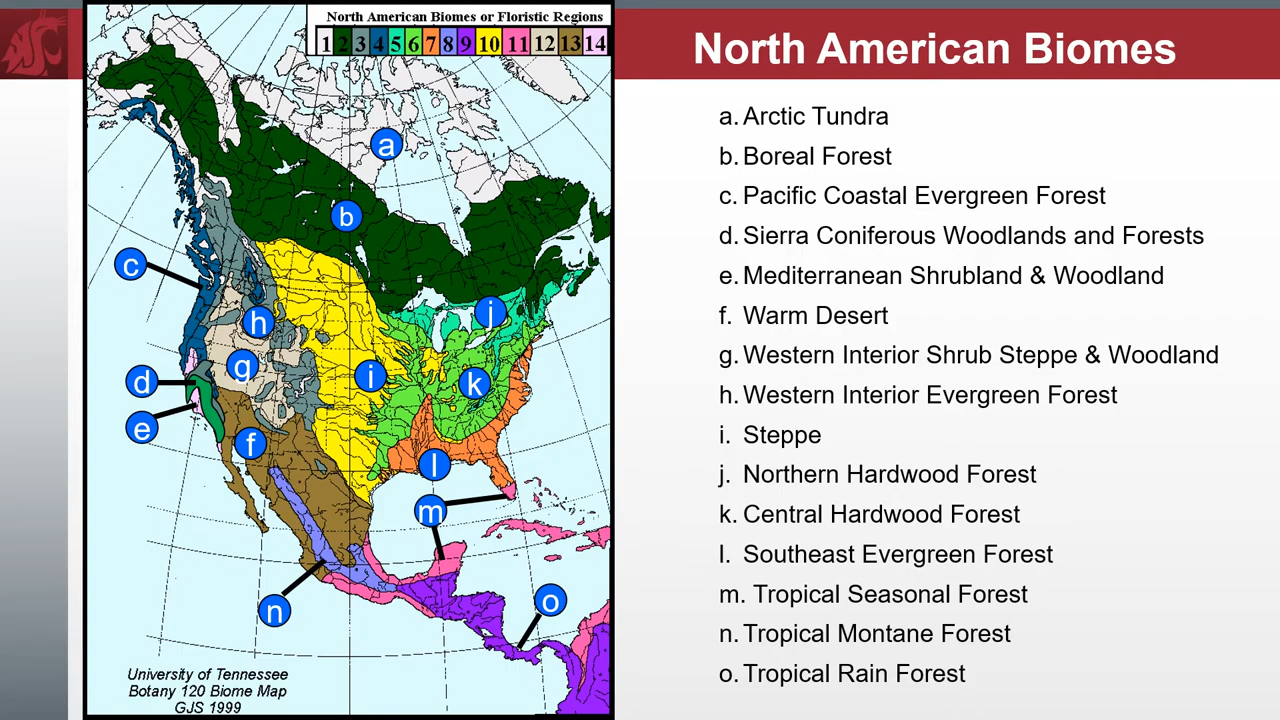 North American Biomes or Floristic Regions
1 2 3 4 5 6 7 8 9 10 11 12 13 14
a
b
c
h
j
g
d
i
k
e
f
l
m
n
o
University of Tennessee
Botany 120 Biome Map
GJS 1999
North American Biomes
a. Arctic Tundra
b. Boreal Forest
c. Pacific Coastal Evergreen Forest
d. Sierra Coniferous Woodlands and Forests
e. Mediterranean Shrubland & Woodland
f. Warm Desert
g. Western Interior Shrub Steppe & Woodland
h. Western Interior Evergreen Forest
i. Steppe
j. Northern Hardwood Forest
k. Central Hardwood Forest
l. Southeast Evergreen Forest
m. Tropical Seasonal Forest
n. Tropical Montane Forest
o. Tropical Rain Forest